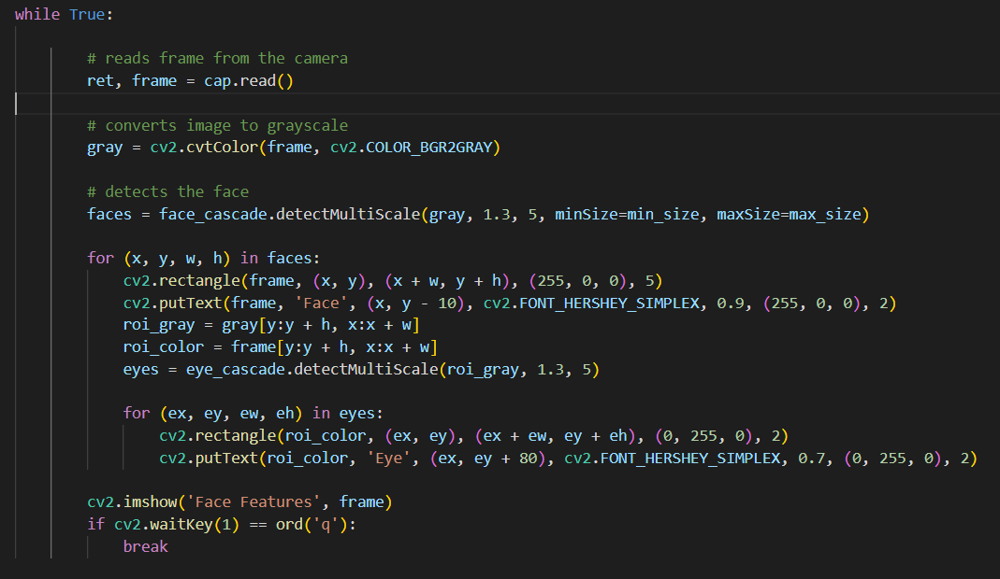 while True:
# reads frame from the camera
ret, frame = cap.read()
# converts image to grayscale
gray = cv2.cvtColor(frame, cv2.COLOR_BGR2GRAY)
# detects the face
faces = face_cascade.detectMultiScale(gray, 1.3, 5, minSize=min_size, maxSize=max_size)
for (x, y, w, h) in faces:
cv2.rectangle(frame, (x, y), (x + w, y + h), (255, 0, 0), 5)
cv2.putText(frame, 'Face', (x, y - 10), cv2.FONT_HERSHEY_SIMPLEX, 0.9, (255, 0, 0), 2)
roi_gray = gray[y:y + h, x:x + w]
roi_color = frame[y:y + h, x:x + w]
eyes = eye_cascade.detectMultiScale(roi_gray, 1.3, 5)
for (ex, ey, ew, eh) in eyes:
cv2.rectangle(roi_color, (ex, ey), (ex + ew, ey + eh), (0, 255, 0), 2)
cv2.putText(roi_color, 'Eye', (ex, ey + 80), cv2.FONT_HERSHEY_SIMPLEX, 0.7, (0, 255, 0), 2)
cv2.imshow('Face Features', frame)
if cv2.waitKey(1) == ord('q'):
break